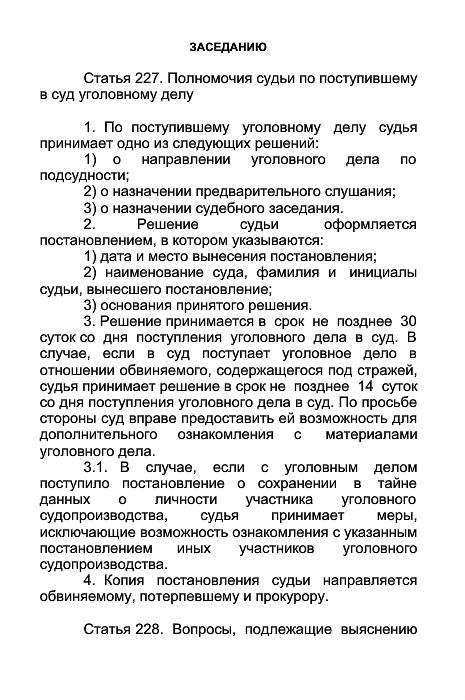 ЗАСЕДАНИЮ
Статья 227. Полномочия судьи по поступившему
в суд уголовному делу
1. По поступившему уголовному делу судья
принимает одно из следующих решений:
1) о направлении уголовного дела по
подсудности;
2) о назначении предварительного слушания;
3) о назначении судебного заседания.
2. Решение судьи оформляется
постановлением, в котором указываются:
1) дата и место вынесения постановления;
2) наименование суда, фамилия и инициалы
судьи, вынесшего постановление;
3) основания принятого решения.
3. Решение принимается в срок не позднее 30
суток со дня поступления уголовного дела в суд. В
случае, если в суд поступает уголовное дело в
отношении обвиняемого, содержащегося под стражей,
судья принимает решение в срок не позднее 14 суток
со дня поступления уголовного дела в суд. По просьбе
стороны суд вправе предоставить ей возможность для
дополнительного ознакомления с материалами
уголовного дела.
3.1. В случае, если с уголовным делом
поступило постановление о сохранении в тайне
данных о личности участника уголовного
судопроизводства, судья принимает меры,
исключающие возможность ознакомления с указанным
постановлением иных участников уголовного
судопроизводства.
4. Копия постановления судьи направляется
обвиняемому, потерпевшему и прокурору.
Статья 228. Вопросы, подлежащие выяснению